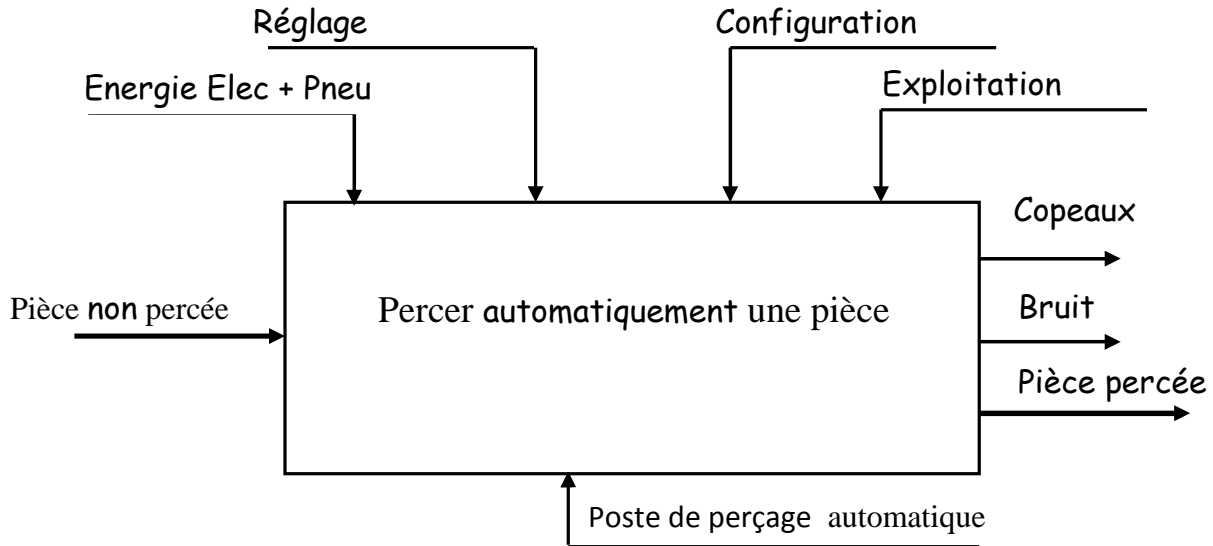 Réglage
Configuration
Energie Elec + Pneu
Exploitation
Copeaux
Pièce non percée
Percer automatiquement une pièce
Bruit
Pièce percée
Poste de perçage automatique